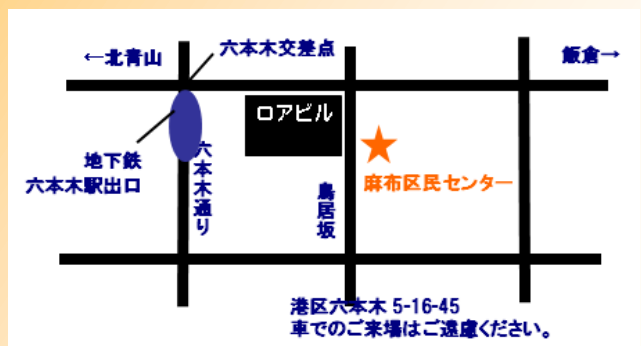 ←北青山
六本木交差点
飯倉→
ロアビル
地下鉄
六本木駅出口
六本木通り
鳥居坂
麻布区民センター
港区六本木 5-16-45
車でのご来場はご遠慮ください。